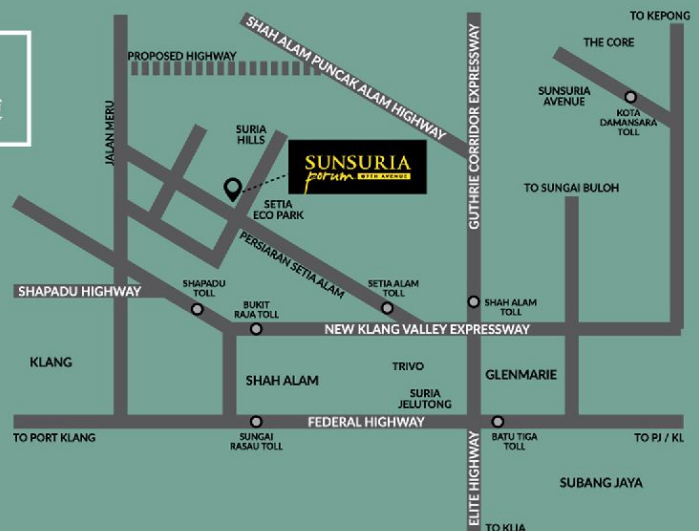 TO KEPONG
SHAH ALAM PUNCAK ALAM HIGHWAY
THE CORE
PROPOSED HIGHWAY
GUTHRIE CORRIDOR EXPRESSWAY
SUNSURIA
AVENUE
KOTA
DAMANSARA
TOLL
JALAN MERU
SURIA
HILLS
SUNSURIA
forum @7TH AVENUE
TO SUNGAI BULOH
SETIA
ECO PARK
PERSIARAN SETIA ALAM
SHAPADU
TOLL
SETIA ALAM
TOLL
SHAPADU HIGHWAY
BUKIT
RAJA TOLL
SHAH ALAM
TOLL
NEW KLANG VALLEY EXPRESSWAY
KLANG
TRIVO
SHAH ALAM
GLENMARIE
SURIA
JELUTONG
FEDERAL HIGHWAY
TO PORT KLANG
SUNGAI
RASAU TOLL
BATU TIGA
TOLL
TO PJ / KL
ELITE HIGHWAY
SUBANG JAYA
TO KLIA